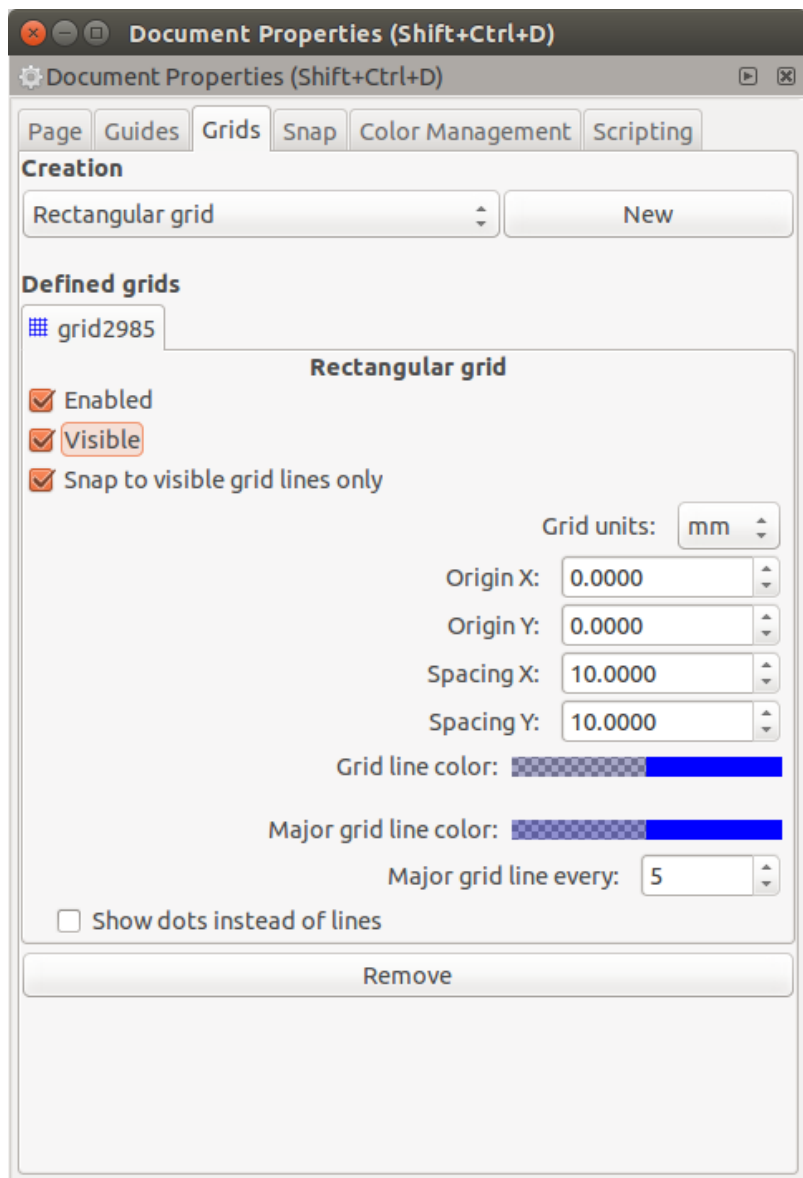 Document Properties (Shift+Ctrl+D)
Document Properties (Shift+Ctrl+D)
Page Guides Grids Snap Color Management Scripting
Creation
Rectangular grid New
Defined grids
grid2985
Rectangular grid
Enabled
Visible
Snap to visible grid lines only
Grid units: mm
Origin X: 0.0000
Origin Y: 0.0000
Spacing X: 10.0000
Spacing Y: 10.0000
Grid line color:
Major grid line color:
Major grid line every: 5
Show dots instead of lines
Remove